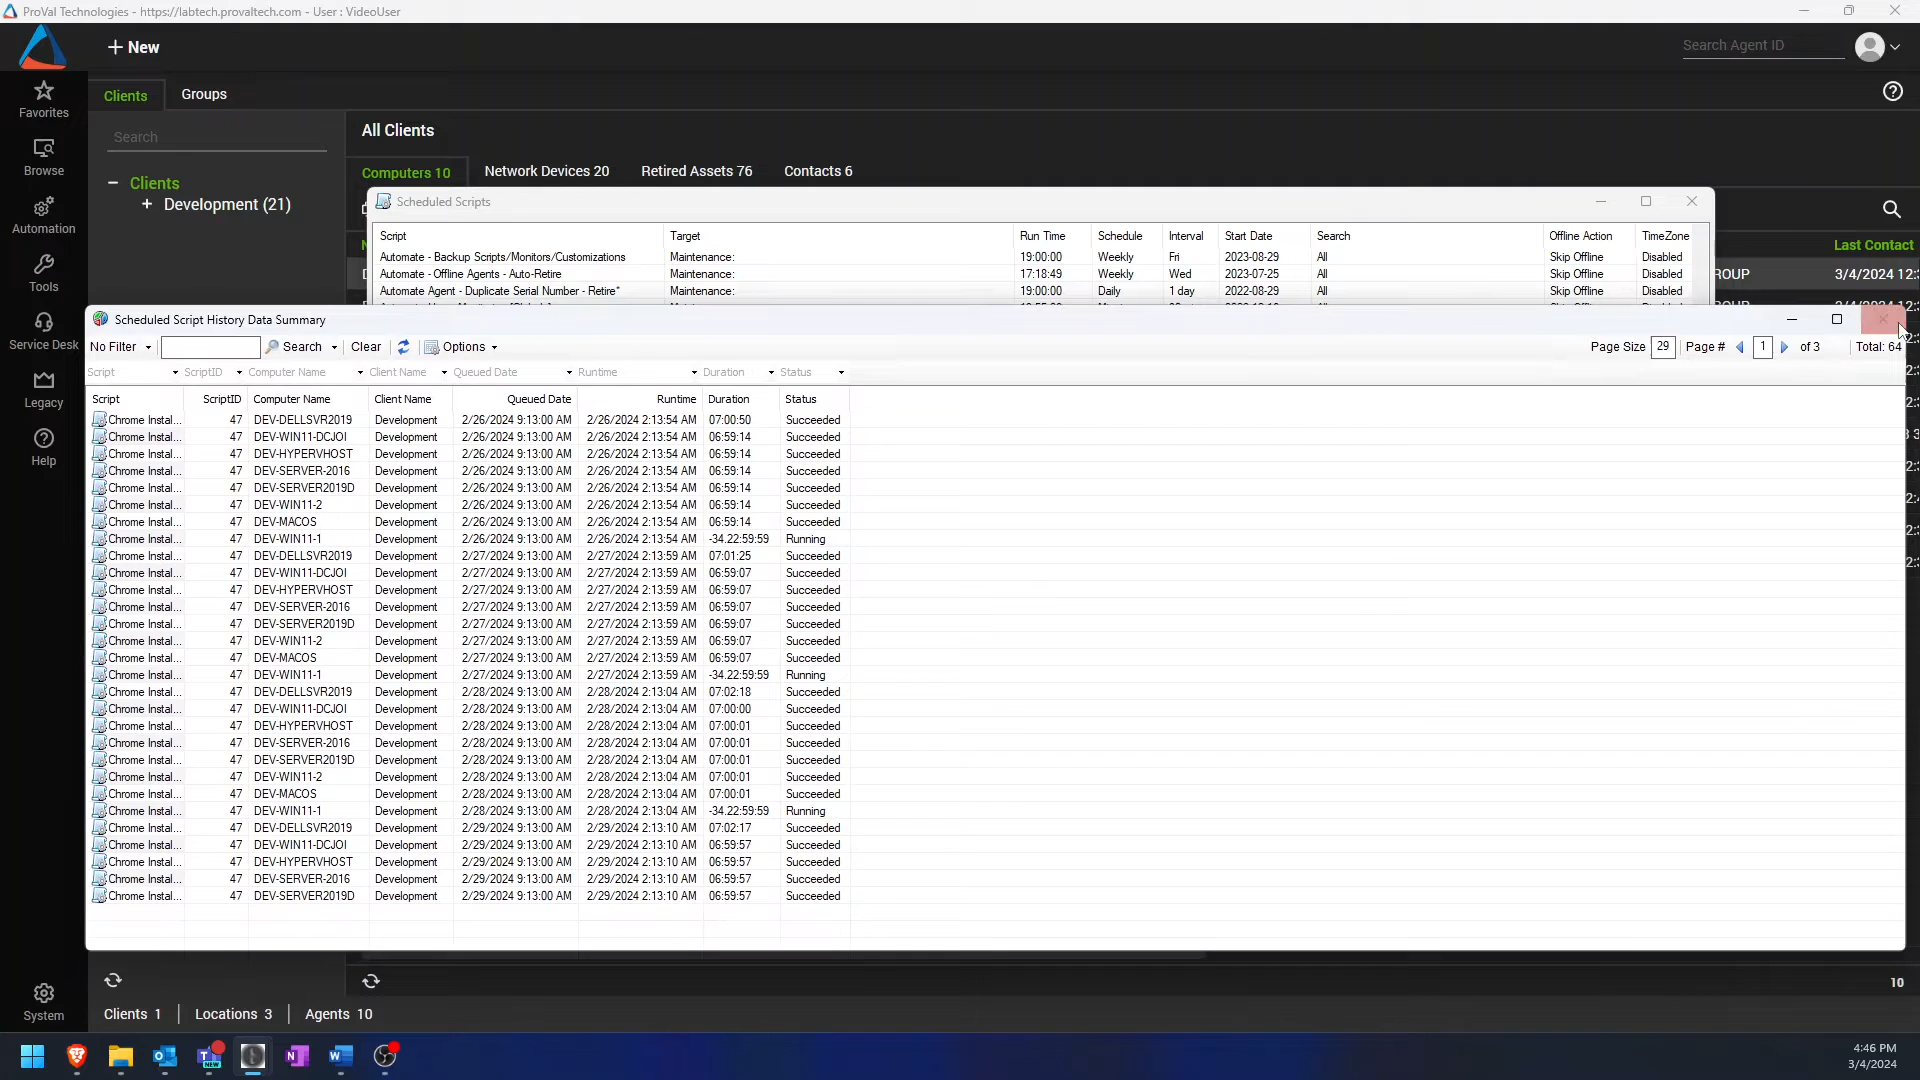 ProVal Technologies - https://labtech.provaltech.com - User : VideoUser
New
Search Agent ID
Favorites
Browse
Automation
Tools
Service Desk
Legacy
Help
System
Clients
Groups
Search
Clients
Development (21)
All Clients
Computers 10 Network Devices 20 Retired Assets 76 Contacts 6
Last Contact
ROUP 3/4/2024 12:
Scheduled Scripts
Script Target Run Time Schedule Interval Start Date Search Offline Action TimeZone
Automate - Backup Scripts/Monitors/Customizations Maintenance: 19:00:00 Weekly Fri 2023-08-29 All Skip Offline Disabled
Automate - Offline Agents - Auto-Retire Maintenance: 17:18:49 Weekly Wed 2023-07-25 All Skip Offline Disabled
Automate Agent - Duplicate Serial Number - Retire* Maintenance: 19:00:00 Daily 1 day 2022-08-29 All Skip Offline Disabled
Scheduled Script History Data Summary
No Filter Search Clear Options Page Size 29 Page # 1 of 3 Total: 64
Script ScriptID Computer Name Client Name Queued Date Runtime Duration Status
Script ScriptID Computer Name Client Name Queued Date Runtime Duration Status
Chrome Instal... 47 DEV-DELLSVR2019 Development 2/26/2024 9:13:00 AM 2/26/2024 2:13:54 AM 07:00:50 Succeeded
Chrome Instal... 47 DEV-WIN11-DCJOI Development 2/26/2024 9:13:00 AM 2/26/2024 2:13:54 AM 06:59:14 Succeeded
Chrome Instal... 47 DEV-HYPERVHOST Development 2/26/2024 9:13:00 AM 2/26/2024 2:13:54 AM 06:59:14 Succeeded
Chrome Instal... 47 DEV-SERVER-2016 Development 2/26/2024 9:13:00 AM 2/26/2024 2:13:54 AM 06:59:14 Succeeded
Chrome Instal... 47 DEV-SERVER2019D Development 2/26/2024 9:13:00 AM 2/26/2024 2:13:54 AM 06:59:14 Succeeded
Chrome Instal... 47 DEV-WIN11-2 Development 2/26/2024 9:13:00 AM 2/26/2024 2:13:54 AM 06:59:14 Succeeded
Chrome Instal... 47 DEV-MACOS Development 2/26/2024 9:13:00 AM 2/26/2024 2:13:54 AM 06:59:14 Succeeded
Chrome Instal... 47 DEV-WIN11-1 Development 2/26/2024 9:13:00 AM 2/26/2024 2:13:54 AM -34.22:59:59 Running
Chrome Instal... 47 DEV-DELLSVR2019 Development 2/27/2024 9:13:00 AM 2/27/2024 2:13:59 AM 07:01:25 Succeeded
Chrome Instal... 47 DEV-WIN11-DCJOI Development 2/27/2024 9:13:00 AM 2/27/2024 2:13:59 AM 06:59:07 Succeeded
Chrome Instal... 47 DEV-HYPERVHOST Development 2/27/2024 9:13:00 AM 2/27/2024 2:13:59 AM 06:59:07 Succeeded
Chrome Instal... 47 DEV-SERVER-2016 Development 2/27/2024 9:13:00 AM 2/27/2024 2:13:59 AM 06:59:07 Succeeded
Chrome Instal... 47 DEV-SERVER2019D Development 2/27/2024 9:13:00 AM 2/27/2024 2:13:59 AM 06:59:07 Succeeded
Chrome Instal... 47 DEV-WIN11-2 Development 2/27/2024 9:13:00 AM 2/27/2024 2:13:59 AM 06:59:07 Succeeded
Chrome Instal... 47 DEV-MACOS Development 2/27/2024 9:13:00 AM 2/27/2024 2:13:59 AM 06:59:07 Succeeded
Chrome Instal... 47 DEV-WIN11-1 Development 2/27/2024 9:13:00 AM 2/27/2024 2:13:59 AM -34.22:59:59 Running
Chrome Instal... 47 DEV-DELLSVR2019 Development 2/28/2024 9:13:00 AM 2/28/2024 2:13:04 AM 07:02:18 Succeeded
Chrome Instal... 47 DEV-WIN11-DCJOI Development 2/28/2024 9:13:00 AM 2/28/2024 2:13:04 AM 07:00:00 Succeeded
Chrome Instal... 47 DEV-HYPERVHOST Development 2/28/2024 9:13:00 AM 2/28/2024 2:13:04 AM 07:00:01 Succeeded
Chrome Instal... 47 DEV-SERVER-2016 Development 2/28/2024 9:13:00 AM 2/28/2024 2:13:04 AM 07:00:01 Succeeded
Chrome Instal... 47 DEV-SERVER2019D Development 2/28/2024 9:13:00 AM 2/28/2024 2:13:04 AM 07:00:01 Succeeded
Chrome Instal... 47 DEV-WIN11-2 Development 2/28/2024 9:13:00 AM 2/28/2024 2:13:04 AM 07:00:01 Succeeded
Chrome Instal... 47 DEV-MACOS Development 2/28/2024 9:13:00 AM 2/28/2024 2:13:04 AM 07:00:01 Succeeded
Chrome Instal... 47 DEV-WIN11-1 Development 2/28/2024 9:13:00 AM 2/28/2024 2:13:04 AM -34.22:59:59 Running
Chrome Instal... 47 DEV-DELLSVR2019 Development 2/29/2024 9:13:00 AM 2/29/2024 2:13:10 AM 07:02:17 Succeeded
Chrome Instal... 47 DEV-WIN11-DCJOI Development 2/29/2024 9:13:00 AM 2/29/2024 2:13:10 AM 06:59:57 Succeeded
Chrome Instal... 47 DEV-HYPERVHOST Development 2/29/2024 9:13:00 AM 2/29/2024 2:13:10 AM 06:59:57 Succeeded
Chrome Instal... 47 DEV-SERVER-2016 Development 2/29/2024 9:13:00 AM 2/29/2024 2:13:10 AM 06:59:57 Succeeded
Chrome Instal... 47 DEV-SERVER2019D Development 2/29/2024 9:13:00 AM 2/29/2024 2:13:10 AM 06:59:57 Succeeded
10
Clients 1 Locations 3 Agents 10
NEW
4:46 PM
3/4/2024